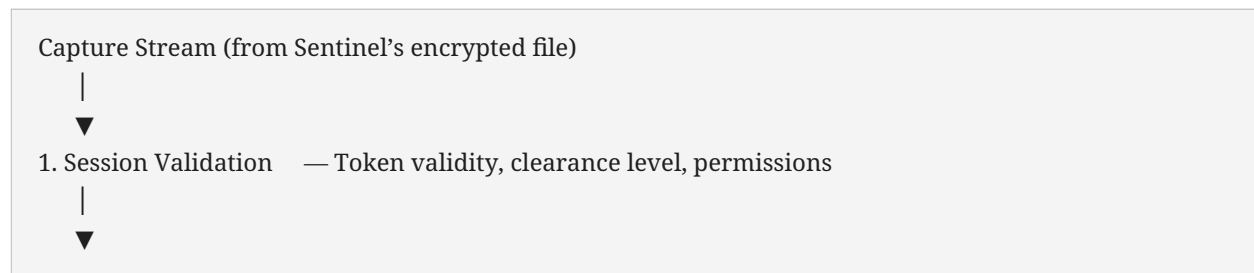 Capture Stream (from Sentinel’s encrypted file)
│
▼
1. Session Validation — Token validity, clearance level, permissions
│
▼